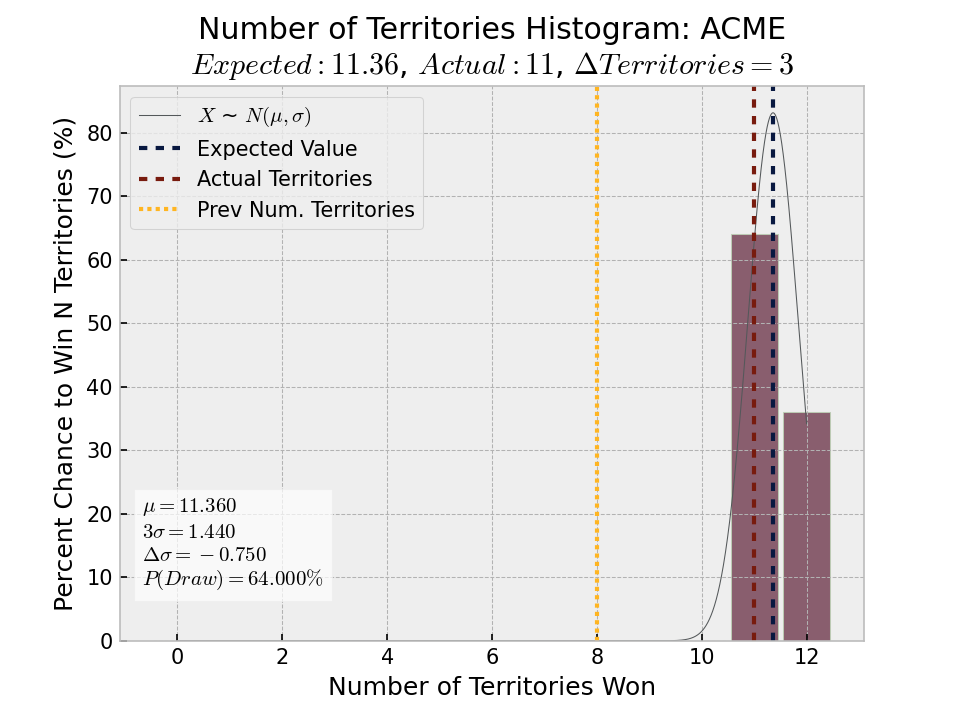 Number of Territories Histogram: ACME
Expected : 11.36, Actual : 11, ΔTerritories = 3
Percent Chance to Win N Territories (%)
X ~ N(μ, σ)
Expected Value
Actual Territories
Prev Num. Territories
80
70
60
50
40
30
20
10
0
μ = 11.360
3σ = 1.440
Δσ = −0.750
P(Draw) = 64.000%
0 2 4 6 8 10 12
Number of Territories Won